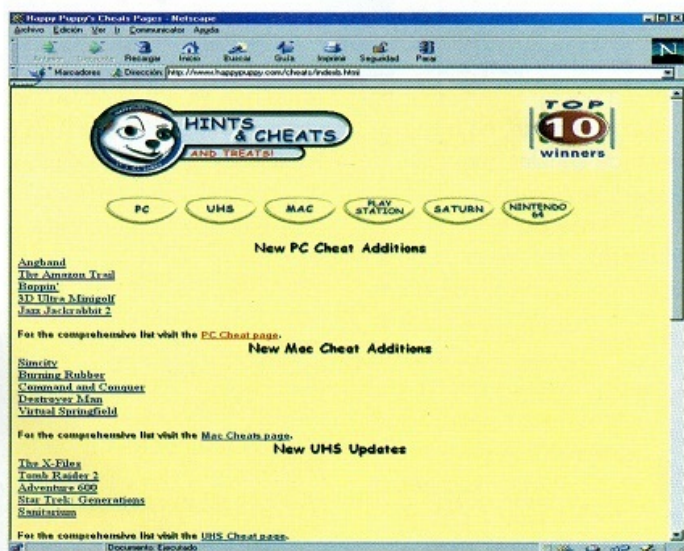 Happy Puppy's Cheats Pages - Netscape
Archivo Edición Ver Ir Communicator Ayuda
Recargar Inicio Buscar Guía Imprimir Seguridad Parar
N
Marcadores Dirección: http://www.happypuppy.com/cheats/indexb.html
HINTS
& CHEATS
AND TREATS!
TOP
10
winners
PC UHS MAC PLAY STATION SATURN NINTENDO 64
New PC Cheat Additions
Angband
The Amazon Trail
Boppin'
3D Ultra Minigolf
Jazz Jackrabbit 2
For the comprehensive list visit the PC Cheat page.
New Mac Cheat Additions
Simcity
Burning Rubber
Command and Conquer
Destroyer Man
Virtual Springfield
For the comprehensive list visit the Mac Cheats page.
New UHS Updates
The X-Files
Tomb Raider 2
Adventure 600
Star Trek: Generations
Sanitarium
For the comprehensive list visit the UHS Cheat page.
Documento: Ejecutado